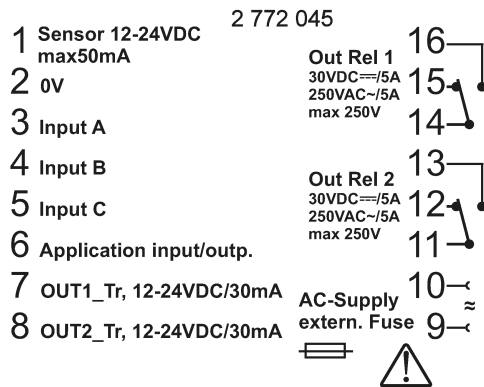 2 772 045
1 Sensor 12-24VDC
max50mA
2 0V
3 Input A
4 Input B
5 Input C
6 Application input/outp.
7 OUT1_Tr, 12-24VDC/30mA
8 OUT2_Tr, 12-24VDC/30mA
16
Out Rel 1
30VDC⎓/5A 15
250VAC~/5A
max 250V 14
13
Out Rel 2
30VDC⎓/5A 12
250VAC~/5A
max 250V 11
10
AC-Supply ≈
extern. Fuse 9
!